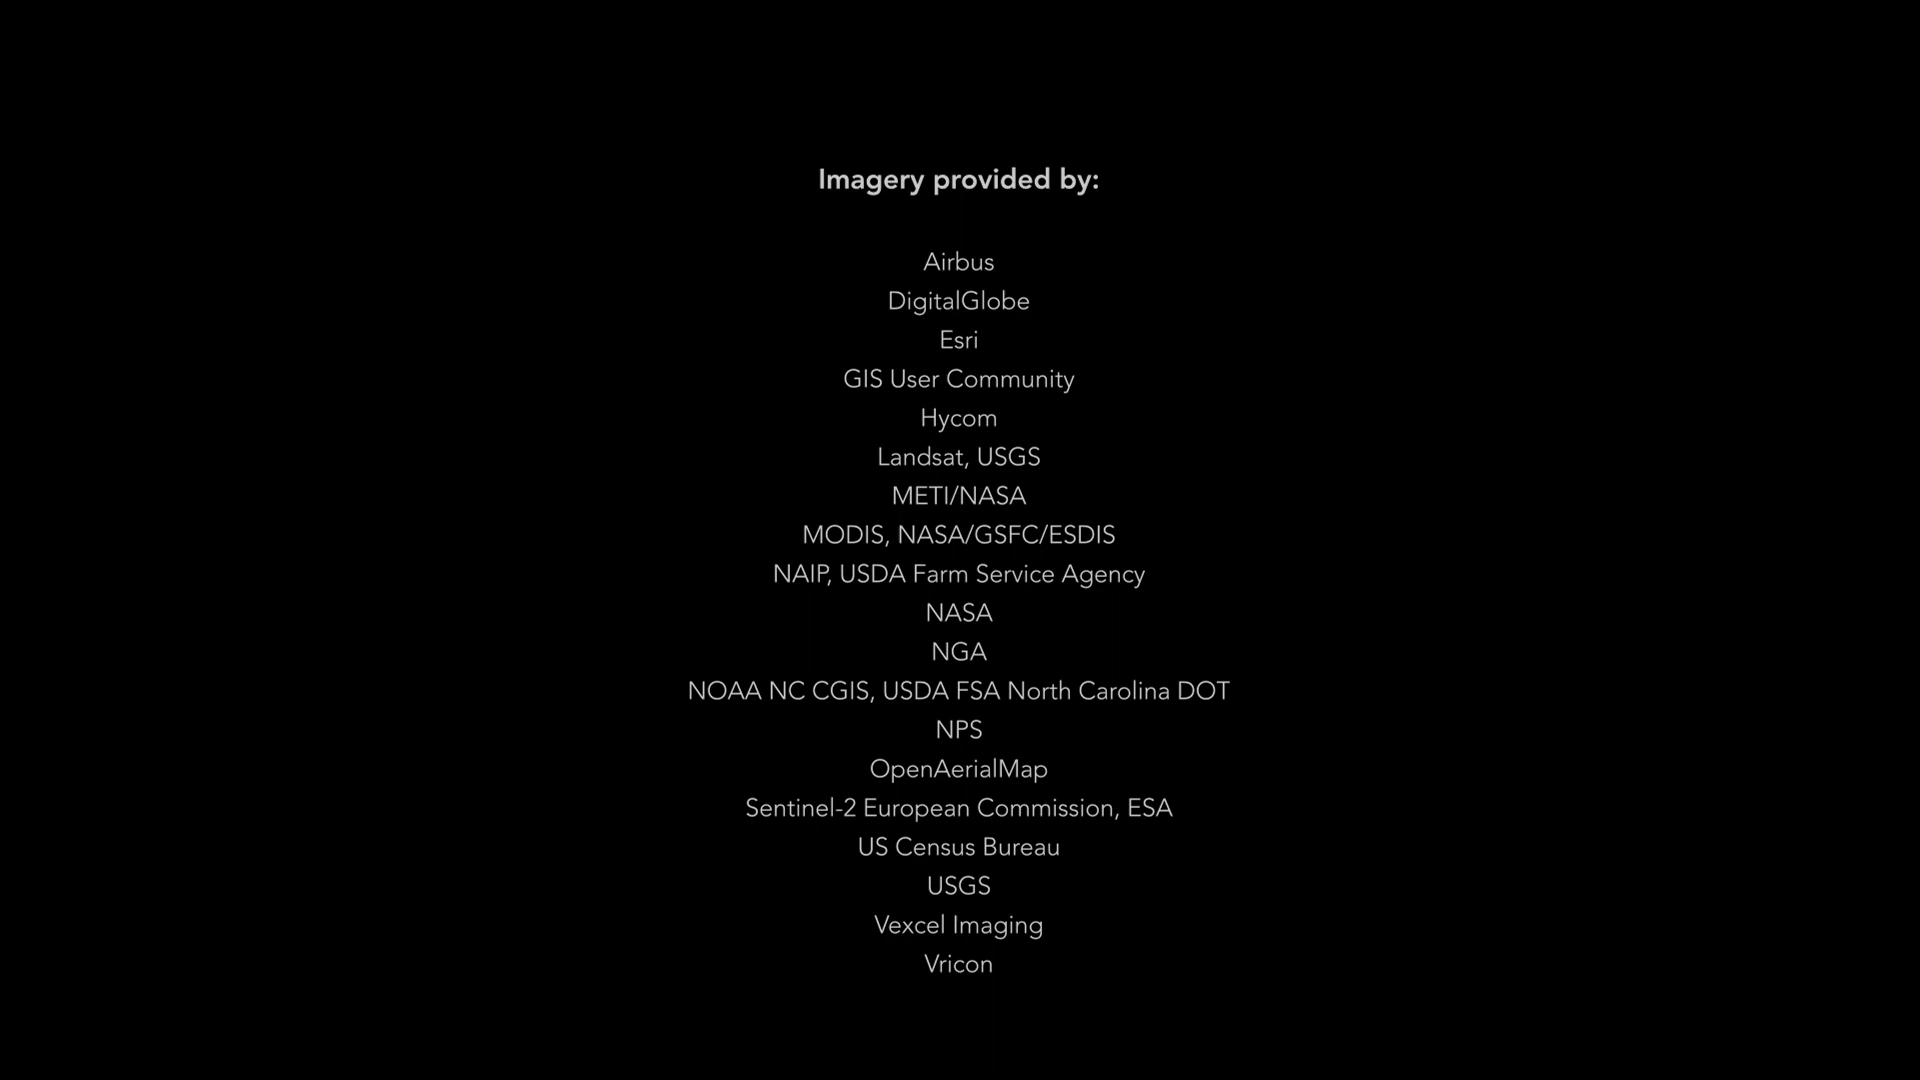 Imagery provided by:
Airbus
DigitalGlobe
Esri
GIS User Community
Hycom
Landsat, USGS
METI/NASA
MODIS, NASA/GSFC/ESDIS
NAIP, USDA Farm Service Agency
NASA
NGA
NOAA NC CGIS, USDA FSA North Carolina DOT
NPS
OpenAerialMap
Sentinel-2 European Commission, ESA
US Census Bureau
USGS
Vexcel Imaging
Vricon